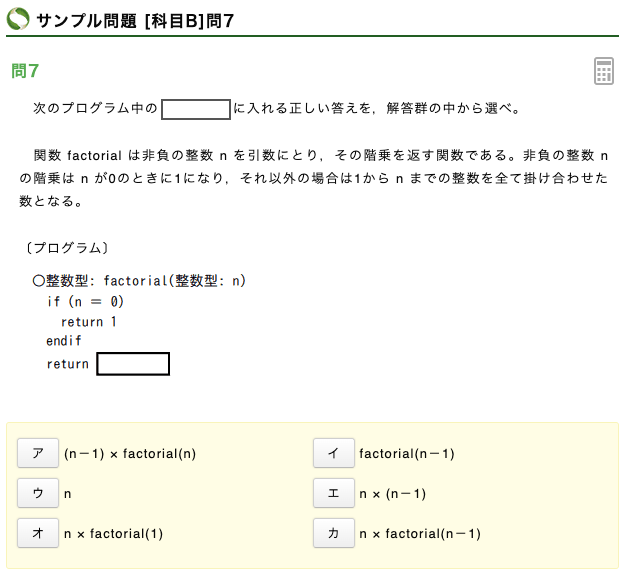 サンプル問題 [科目B]問7
問7
次のプログラム中の に入れる正しい答えを，解答群の中から選べ。
関数 factorial は非負の整数 n を引数にとり，その階乗を返す関数である。非負の整数 n
の階乗は n が0のときに1になり，それ以外の場合は1から n までの整数を全て掛け合わせた
数となる。
〔プログラム〕
○整数型: factorial(整数型: n)
if (n ＝ 0)
return 1
endif
return
ア (n－1) × factorial(n)
イ factorial(n－1)
ウ n
エ n × (n－1)
オ n × factorial(1)
カ n × factorial(n－1)